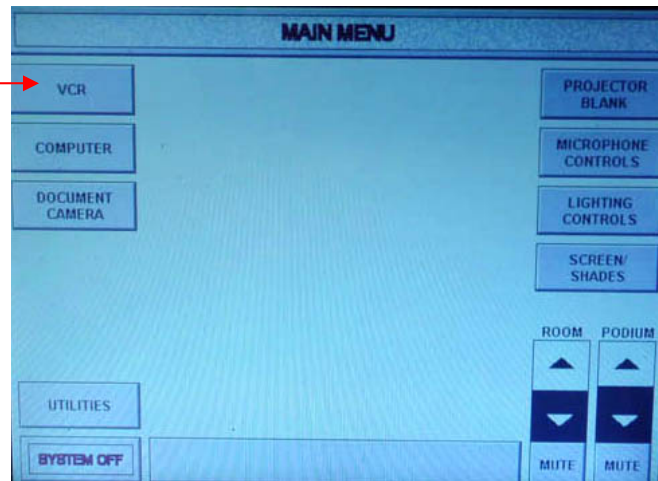 MAIN MENU
VCR
COMPUTER
DOCUMENT
CAMERA
UTILITIES
SYSTEM OFF
PROJECTOR
BLANK
MICROPHONE
CONTROLS
LIGHTING
CONTROLS
SCREEN/
SHADES
ROOM PODIUM
MUTE MUTE